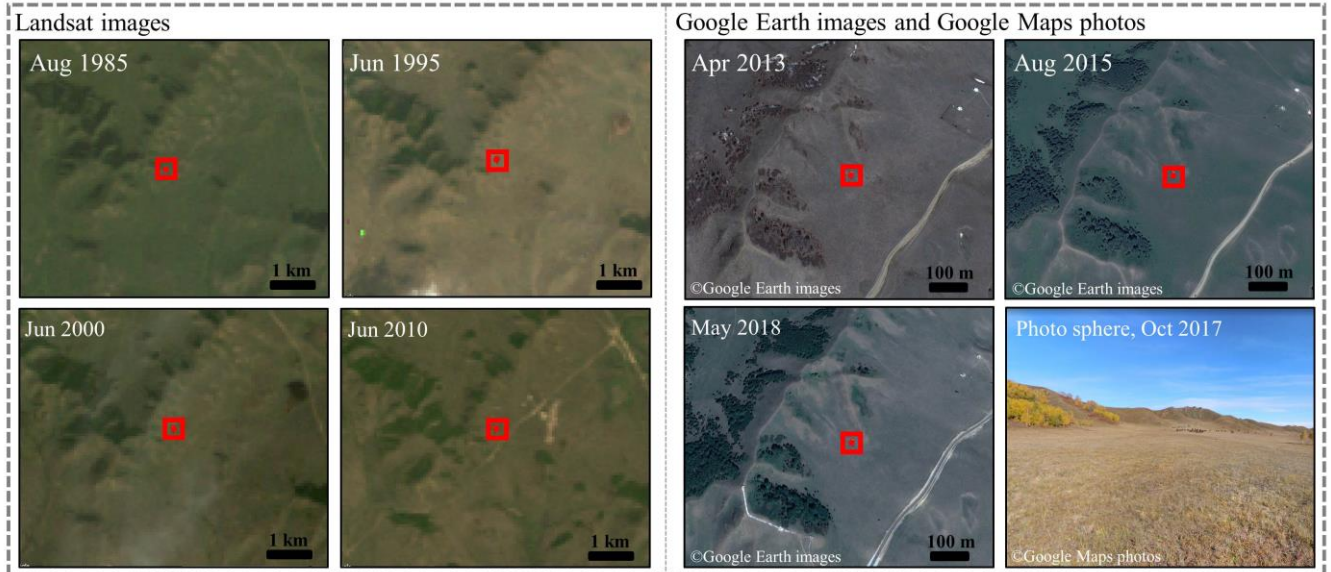 Landsat images
Google Earth images and Google Maps photos
Aug 1985
Jun 1995
Apr 2013
Aug 2015
1 km
1 km
100 m
100 m
©Google Earth images
©Google Earth images
Jun 2000
Jun 2010
May 2018
Photo sphere, Oct 2017
1 km
1 km
100 m
©Google Earth images
©Google Maps photos